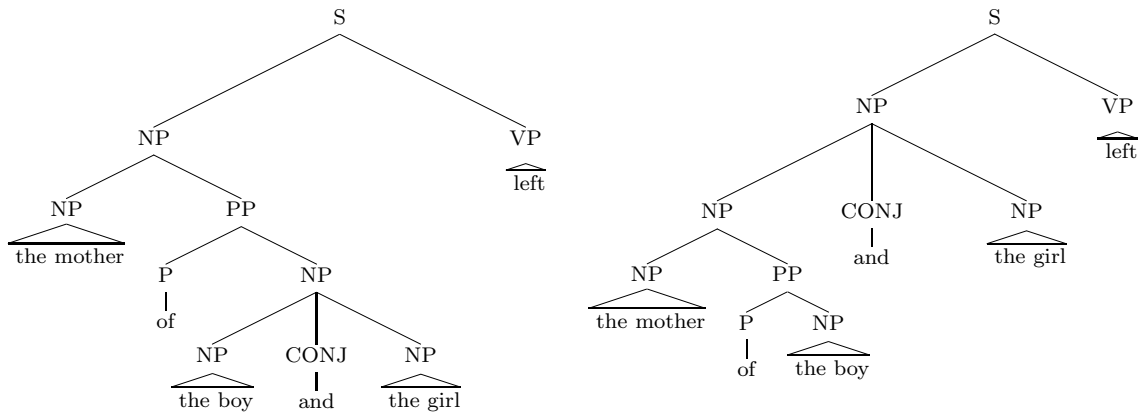 S
NP VP
left
NP PP
the mother
P NP
of
NP CONJ NP
the boy and the girl
S
NP VP
left
NP CONJ NP
and the girl
NP PP
the mother
P NP
of the boy